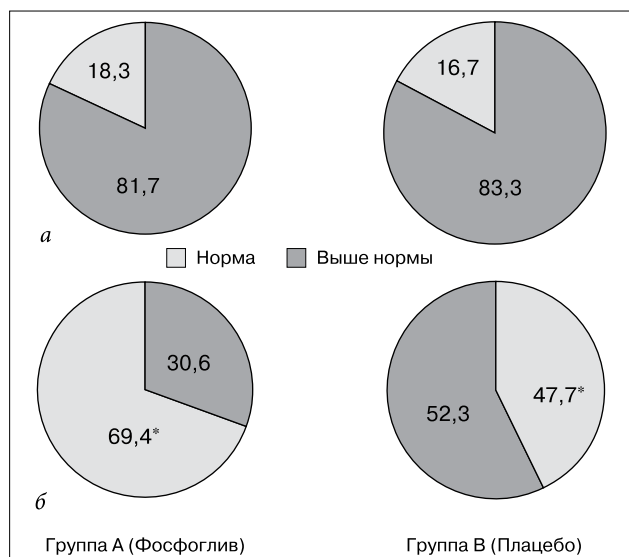 18,3
16,7
81,7
83,3
а
Норма
Выше нормы
30,6
47,7*
52,3
69,4*
б
Группа А (Фосфоглив)
Группа В (Плацебо)